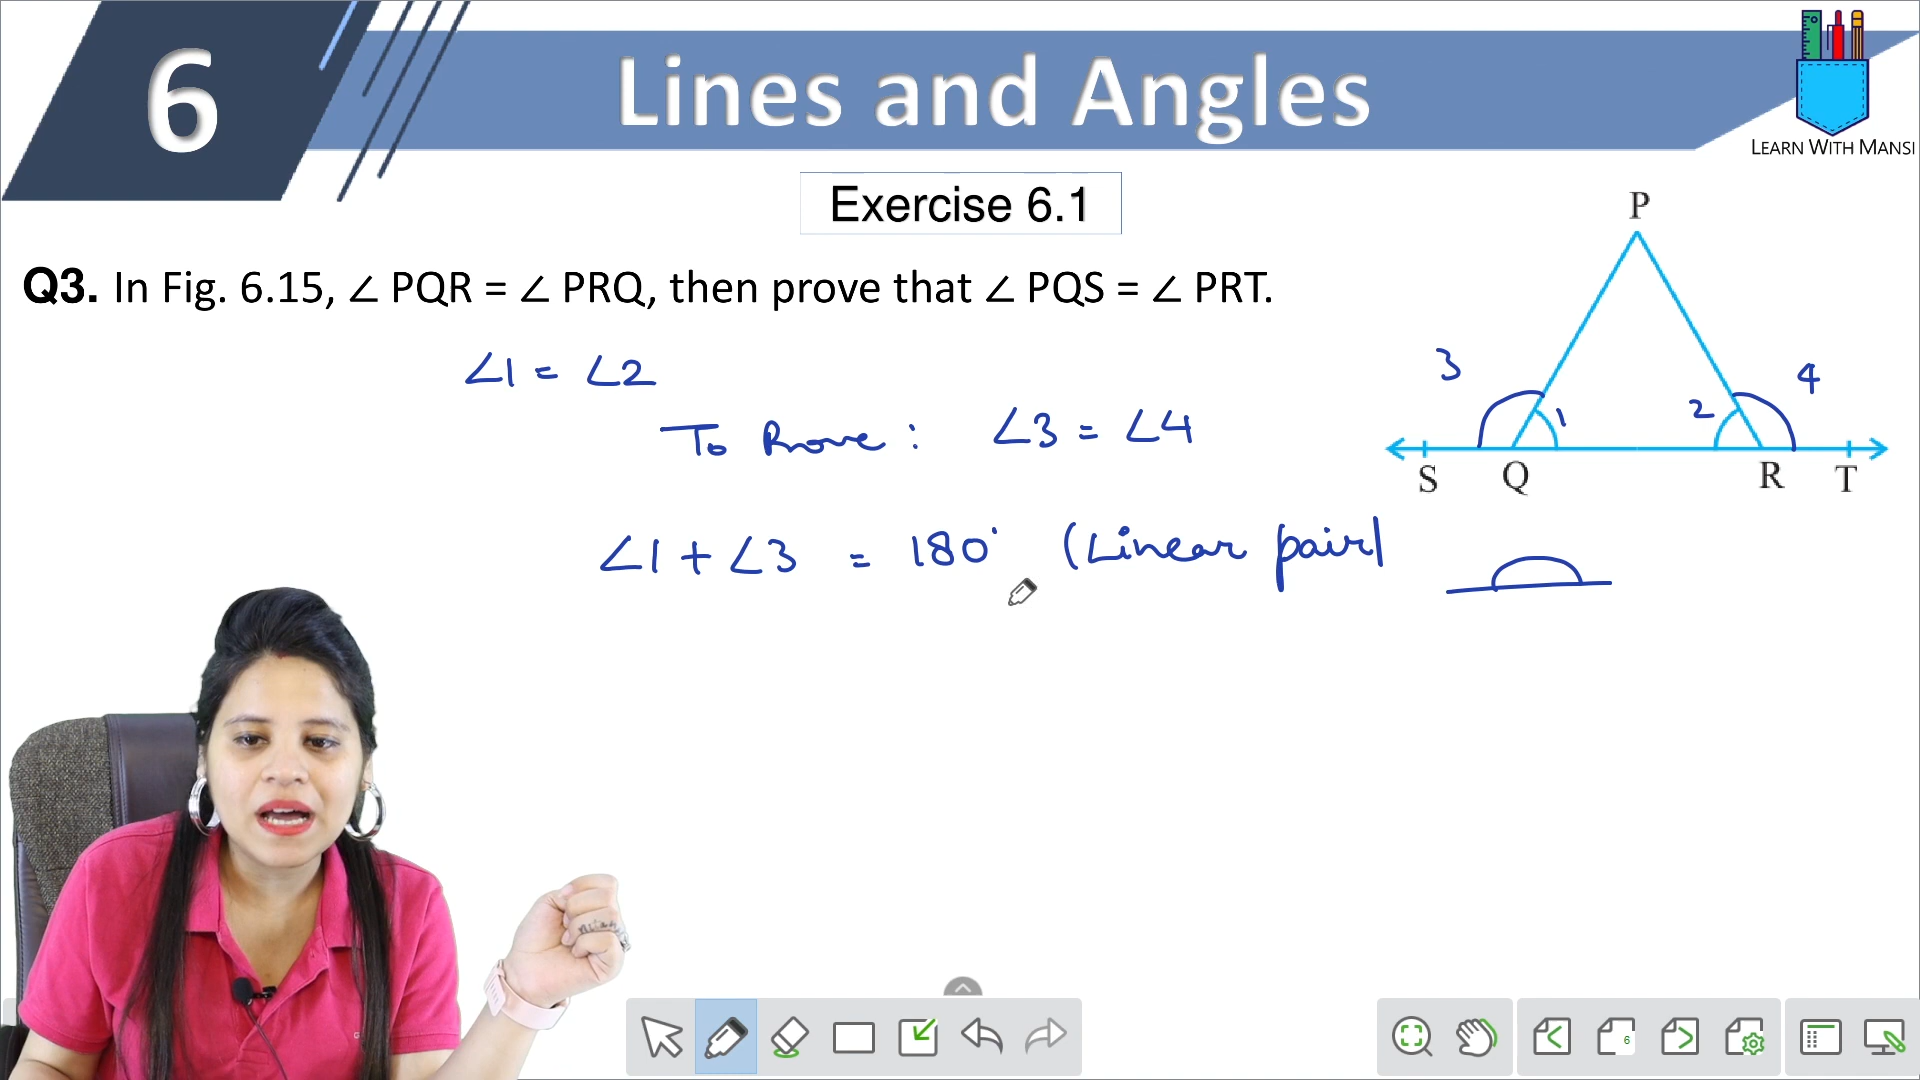 6
Lines and Angles
LEARN WITH MANSI
Exercise 6.1
Q3. In Fig. 6.15, ∠ PQR = ∠ PRQ, then prove that ∠ PQS = ∠ PRT.
P
3
1
2
4
S
Q
R
T
∠1 = ∠2
To Prove : ∠3 = ∠4
∠1 + ∠3 = 180° (Linear pair)
6